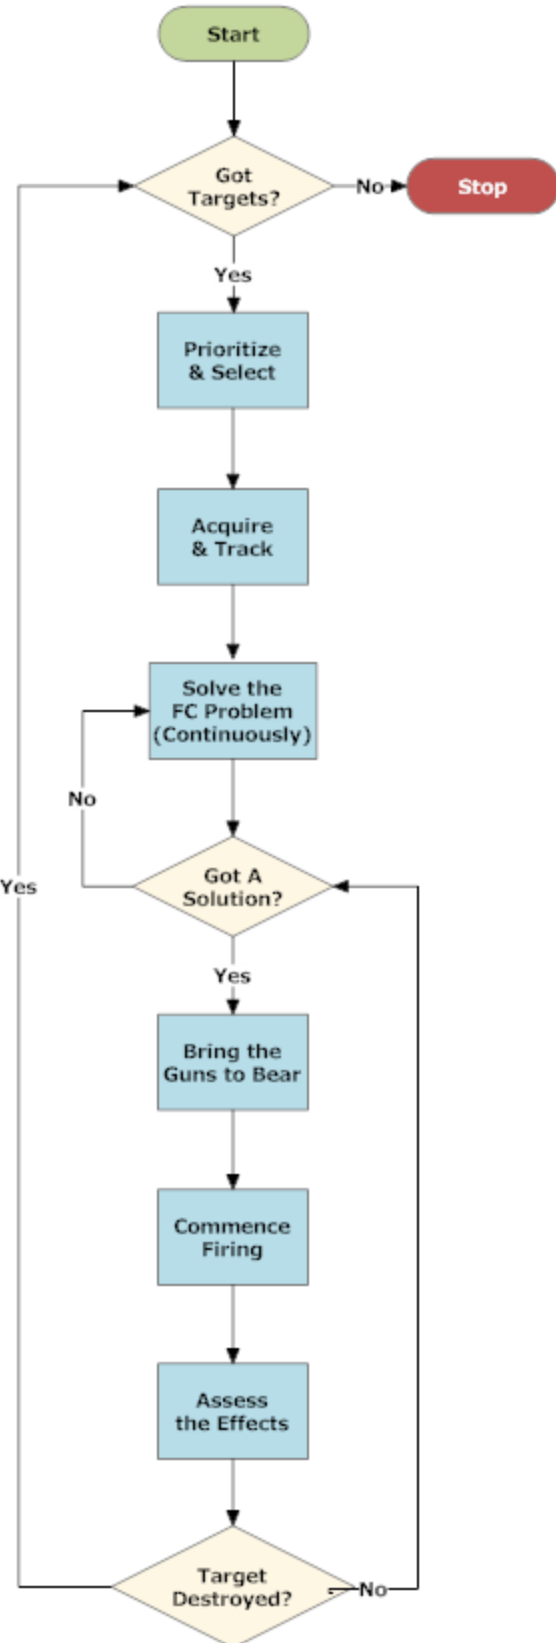 Start
Got
Targets?
No
Stop
Yes
Prioritize
& Select
Acquire
& Track
Solve the
FC Problem
(Continuously)
No
Got A
Solution?
Yes
Yes
Bring the
Guns to Bear
Commence
Firing
Assess
the Effects
Target
Destroyed?
No